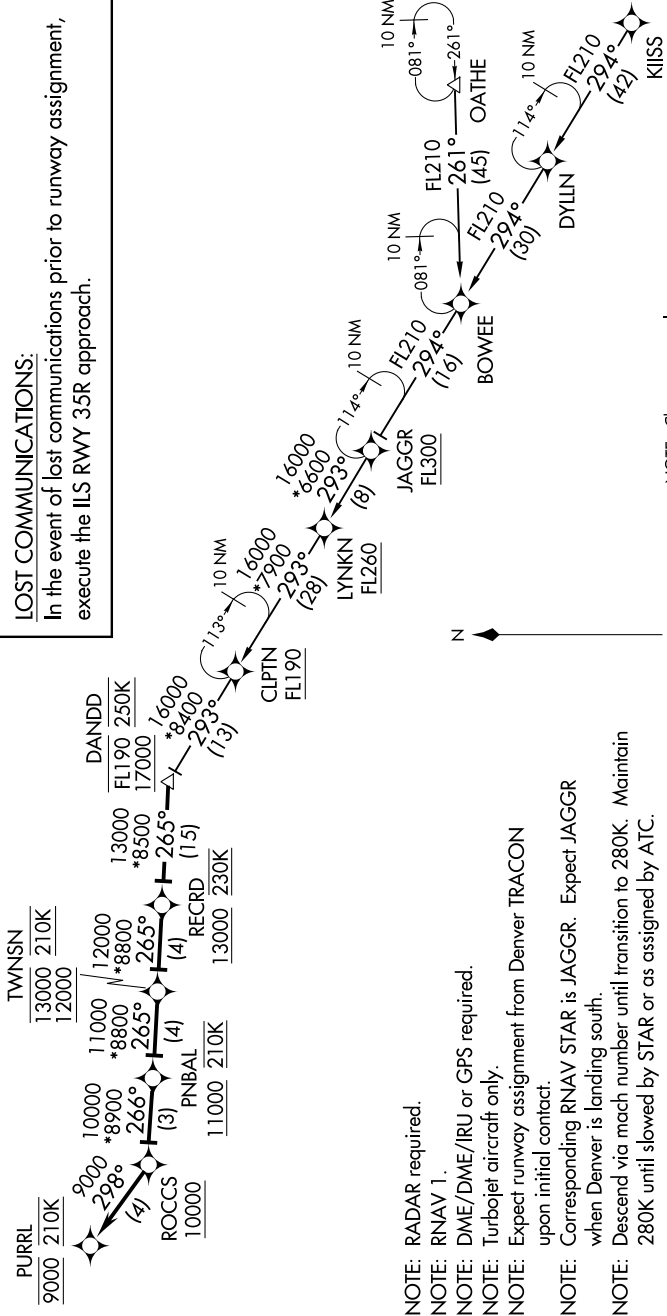 LOST COMMUNICATIONS:
In the event of lost communications prior to runway assignment,
execute the ILS RWY 35R approach.
PURRL
9000 210K
9000
298°
(4)
ROCCS
10000
10000
*8900
266°
(3)
PNBAL
11000 210K
11000
*8800
265°
(4)
TWNSN
13000 210K
12000
12000
*8800
265°
(4)
RECRD
13000 230K
13000
*8500
265°
(15)
DANDD
FL190 250K
17000
16000
*8400
293°
(13)
CLPTN
FL190
113°
10 NM
16000
*7900
293°
(28)
LYNKN
FL260
16000
*6600
293°
(8)
JAGGR
FL300
114°
10 NM
FL210
294°
(16)
BOWEE
081°
10 NM
FL210
261°
(45)
OATHE
081°
261°
10 NM
FL210
294°
(30)
DYLLN
114°
10 NM
FL210
294°
(42)
KIISS
N
NOTE: RADAR required.
NOTE: RNAV 1.
NOTE: DME/DME/IRU or GPS required.
NOTE: Turbojet aircraft only.
NOTE: Expect runway assignment from Denver TRACON
upon initial contact.
NOTE: Corresponding RNAV STAR is JAGGR. Expect JAGGR
when Denver is landing south.
NOTE: Descend via mach number until transition to 280K. Maintain
280K until slowed by STAR or as assigned by ATC.